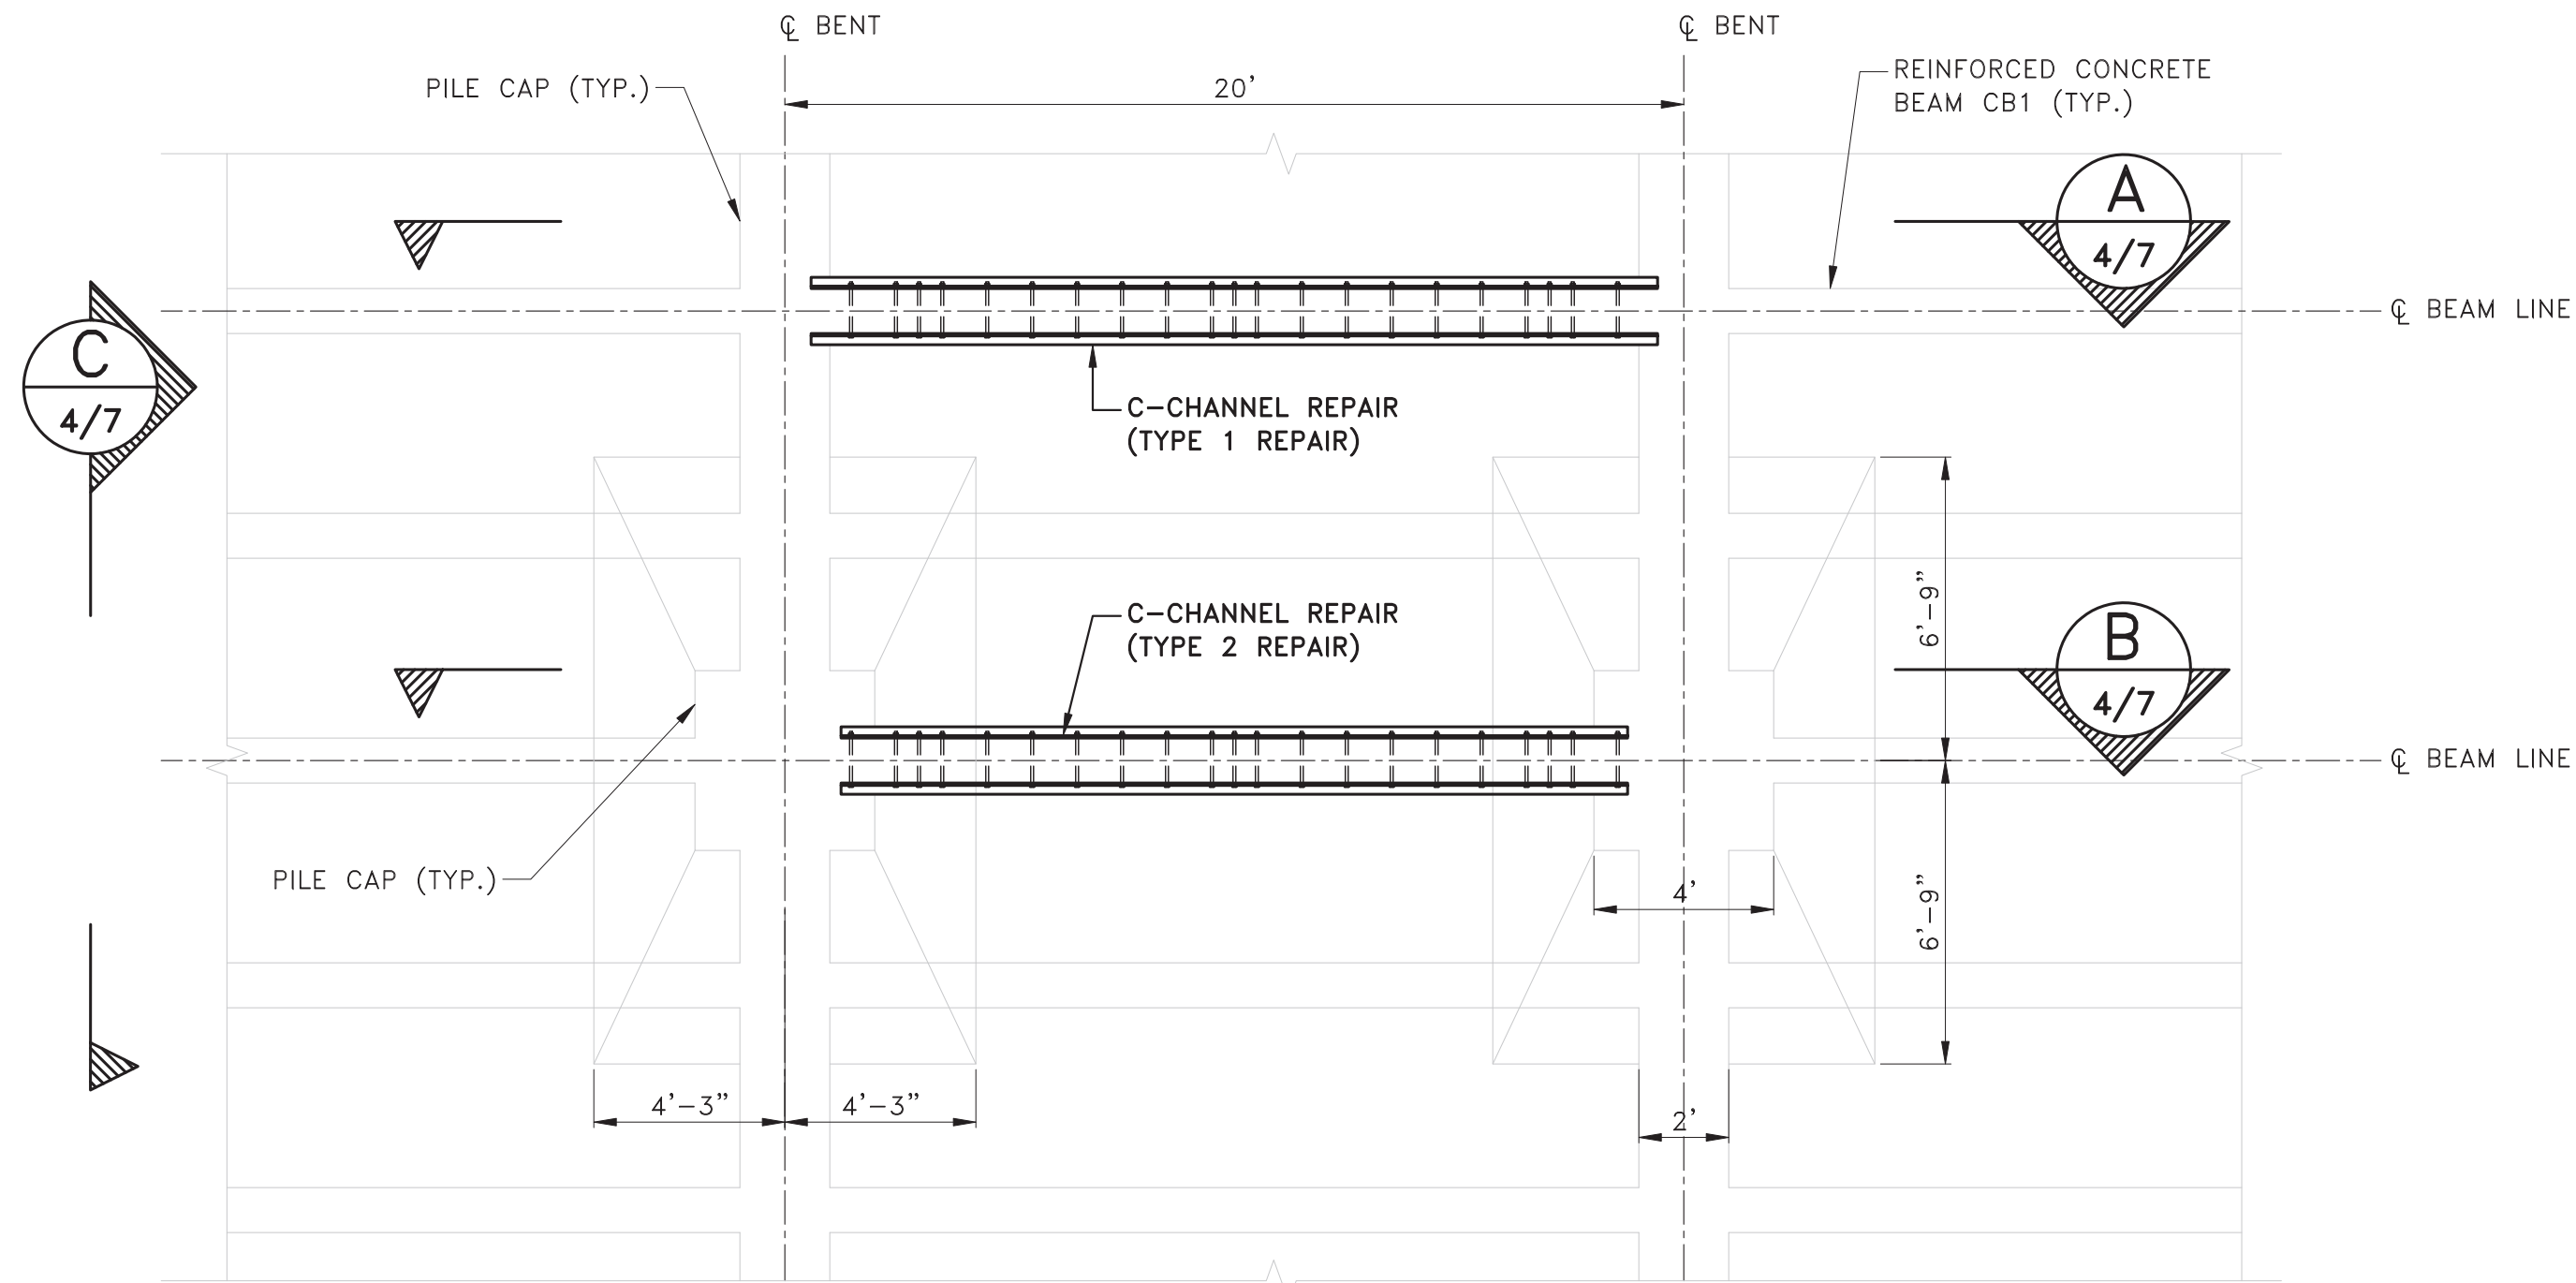 ℄ BENT
℄ BENT
PILE CAP (TYP.)
20'
REINFORCED CONCRETE
BEAM CB1 (TYP.)
A
4/7
℄ BEAM LINE
C
4/7
C-CHANNEL REPAIR
(TYPE 1 REPAIR)
C-CHANNEL REPAIR
(TYPE 2 REPAIR)
6'-9"
B
4/7
℄ BEAM LINE
PILE CAP (TYP.)
4'
6'-9"
4'-3"
4'-3"
2'